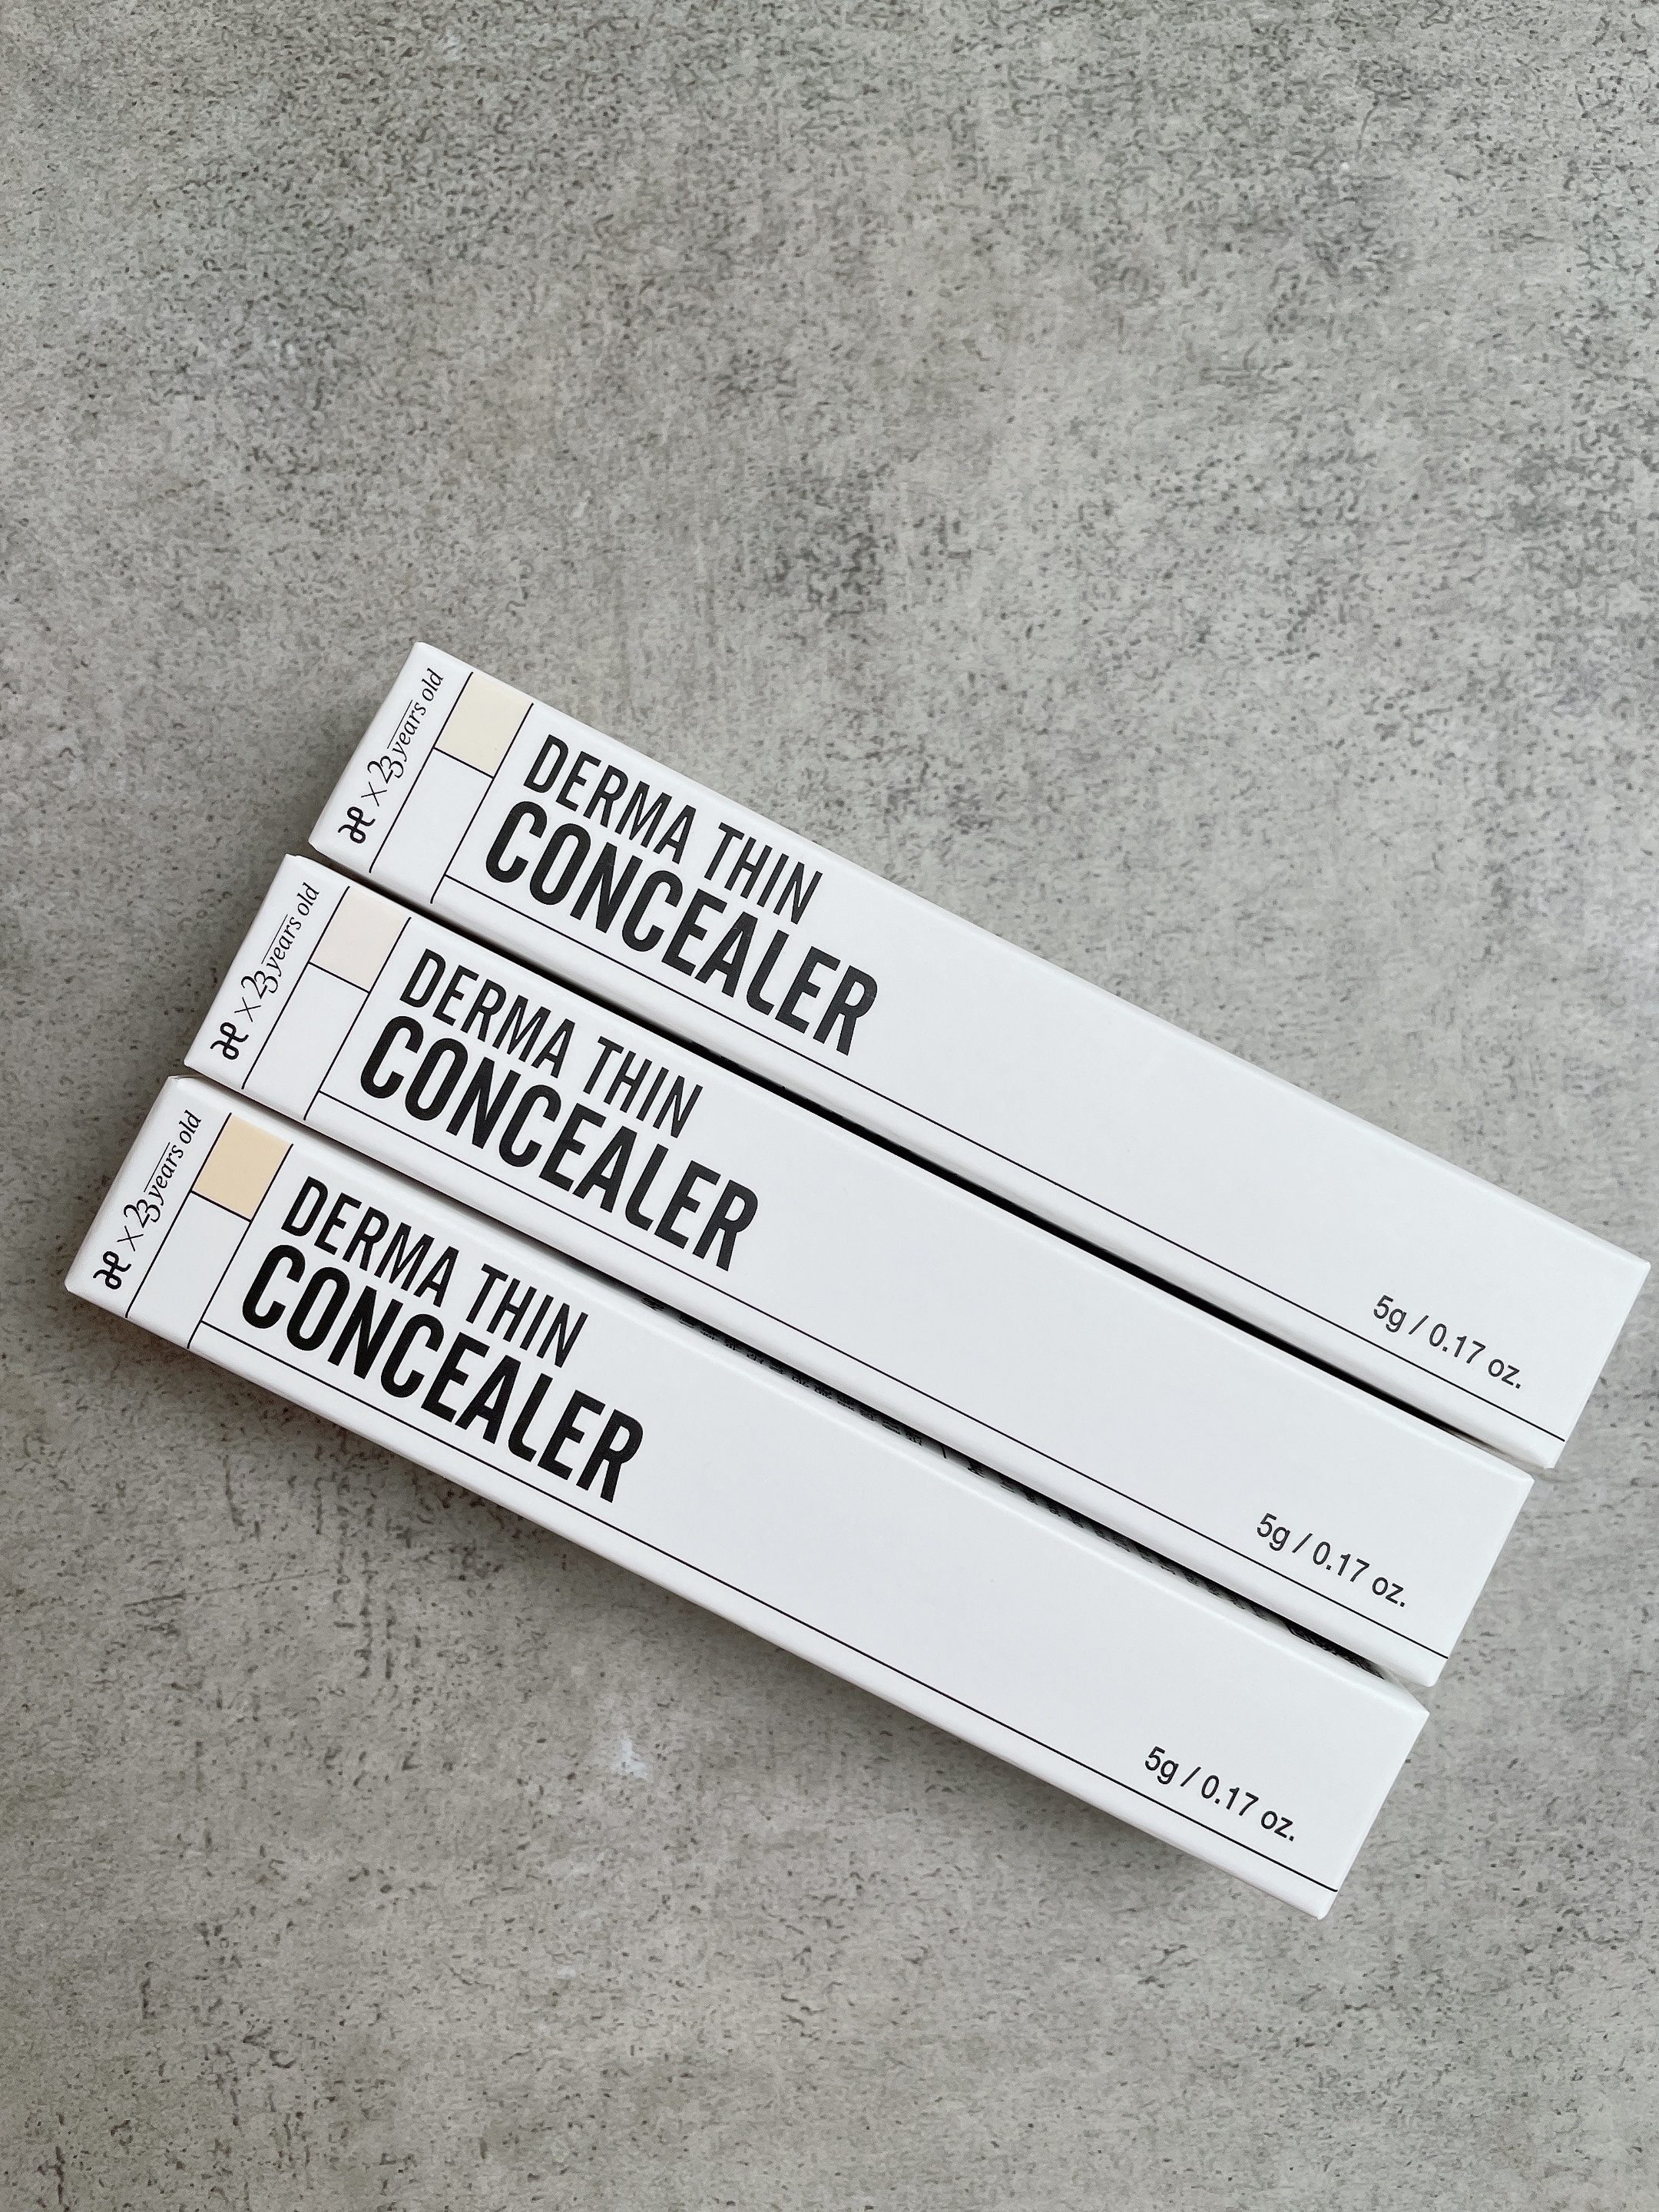 × 23 years old
DERMA THIN
CONCEALER
5g / 0.17 oz.
× 23 years old
DERMA THIN
CONCEALER
5g / 0.17 oz.
× 23 years old
DERMA THIN
CONCEALER
5g / 0.17 oz.